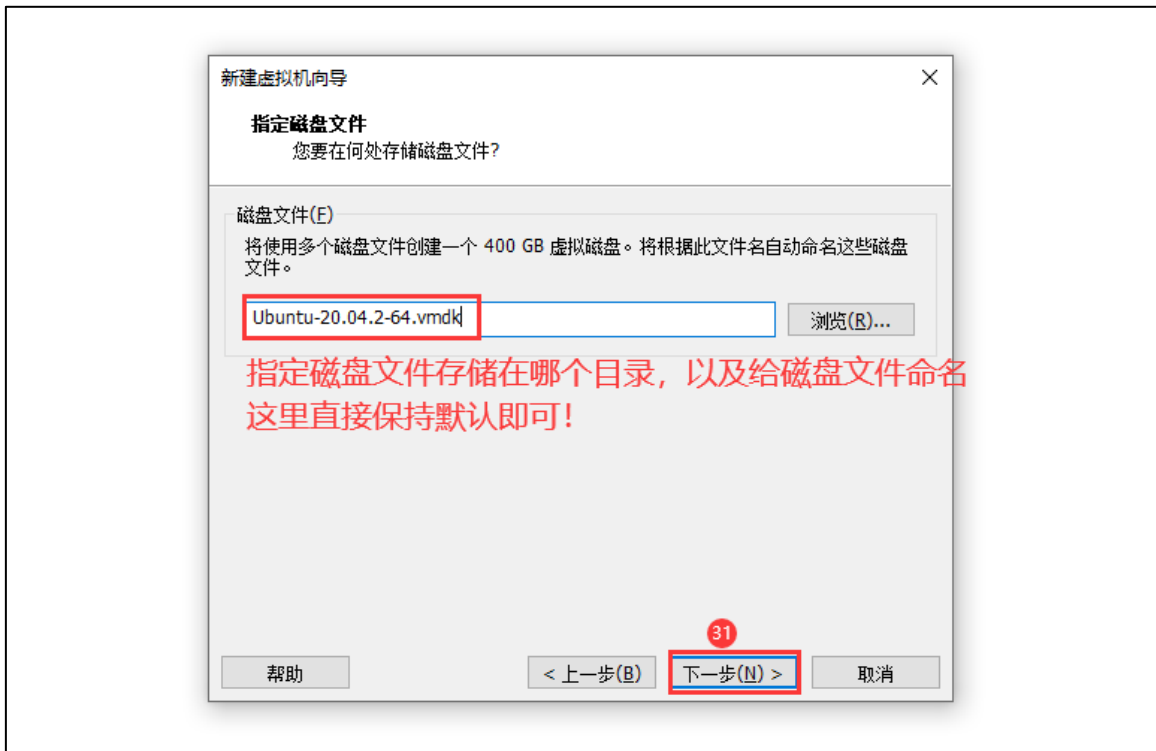 新建虚拟机向导
指定磁盘文件
您要在何处存储磁盘文件?
磁盘文件(F)
将使用多个磁盘文件创建一个 400 GB 虚拟磁盘。将根据此文件名自动命名这些磁盘
文件。
Ubuntu-20.04.2-64.vmdk
浏览(R)...
指定磁盘文件存储在哪个目录，以及给磁盘文件命名
这里直接保持默认即可！
31
帮助
< 上一步(B)
下一步(N) >
取消